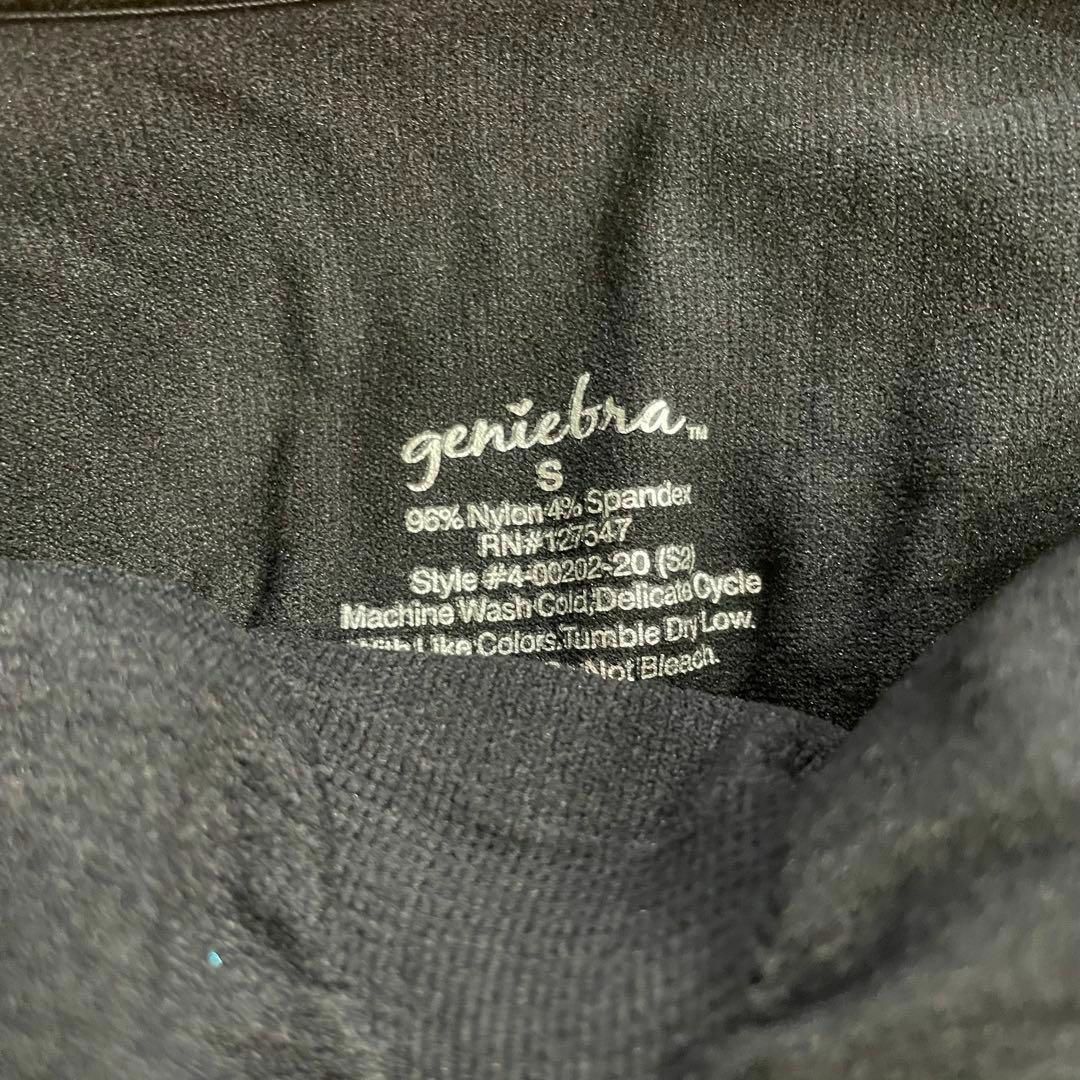 geniebra™
S
96% Nylon 4% Spandex
RN#127547
Style #4-00202-20 (S2)
Machine Wash Cold, Delicate Cycle
With Like Colors. Tumble Dry Low.
Not Bleach.